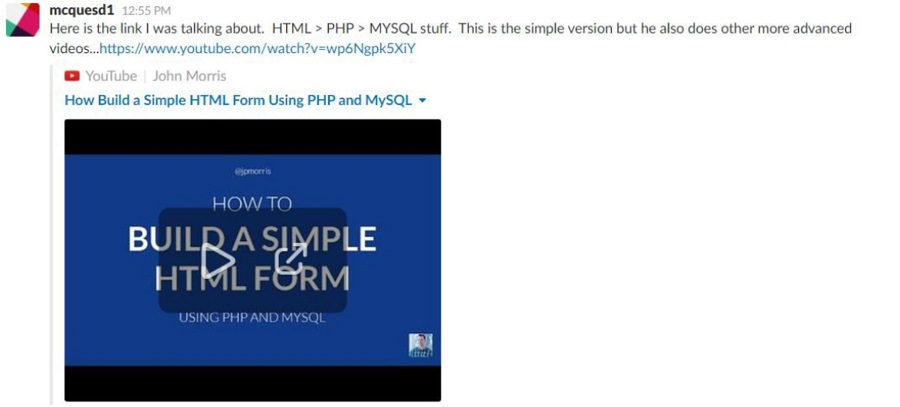 mcquesd1 12:55 PM
Here is the link I was talking about. HTML > PHP > MYSQL stuff. This is the simple version but he also does other more advanced
videos...https://www.youtube.com/watch?v=wp6Ngpk5XiY
YouTube | John Morris
How Build a Simple HTML Form Using PHP and MySQL
@jpmorris
HOW TO
BUILD A SIMPLE
HTML FORM
USING PHP AND MYSQL